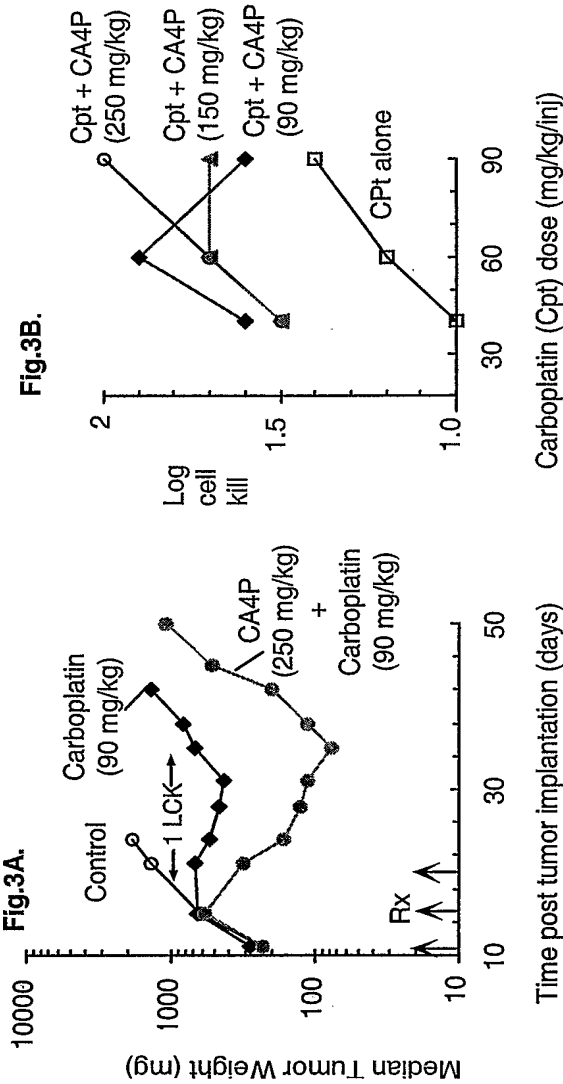 Fig.3A.
Median Tumor Weight (mg)
10000
1000
100
10
Control
Carboplatin
(90 mg/kg)
1 LCK
CA4P
(250 mg/kg)
+
Carboplatin
(90 mg/kg)
Rx
10
30
50
Time post tumor implantation (days)
Fig.3B.
Log
cell
kill
2
1.5
1.0
Cpt + CA4P
(250 mg/kg)
Cpt + CA4P
(150 mg/kg)
Cpt + CA4P
(90 mg/kg)
CPt alone
30
60
90
Carboplatin (Cpt) dose (mg/kg/inj)